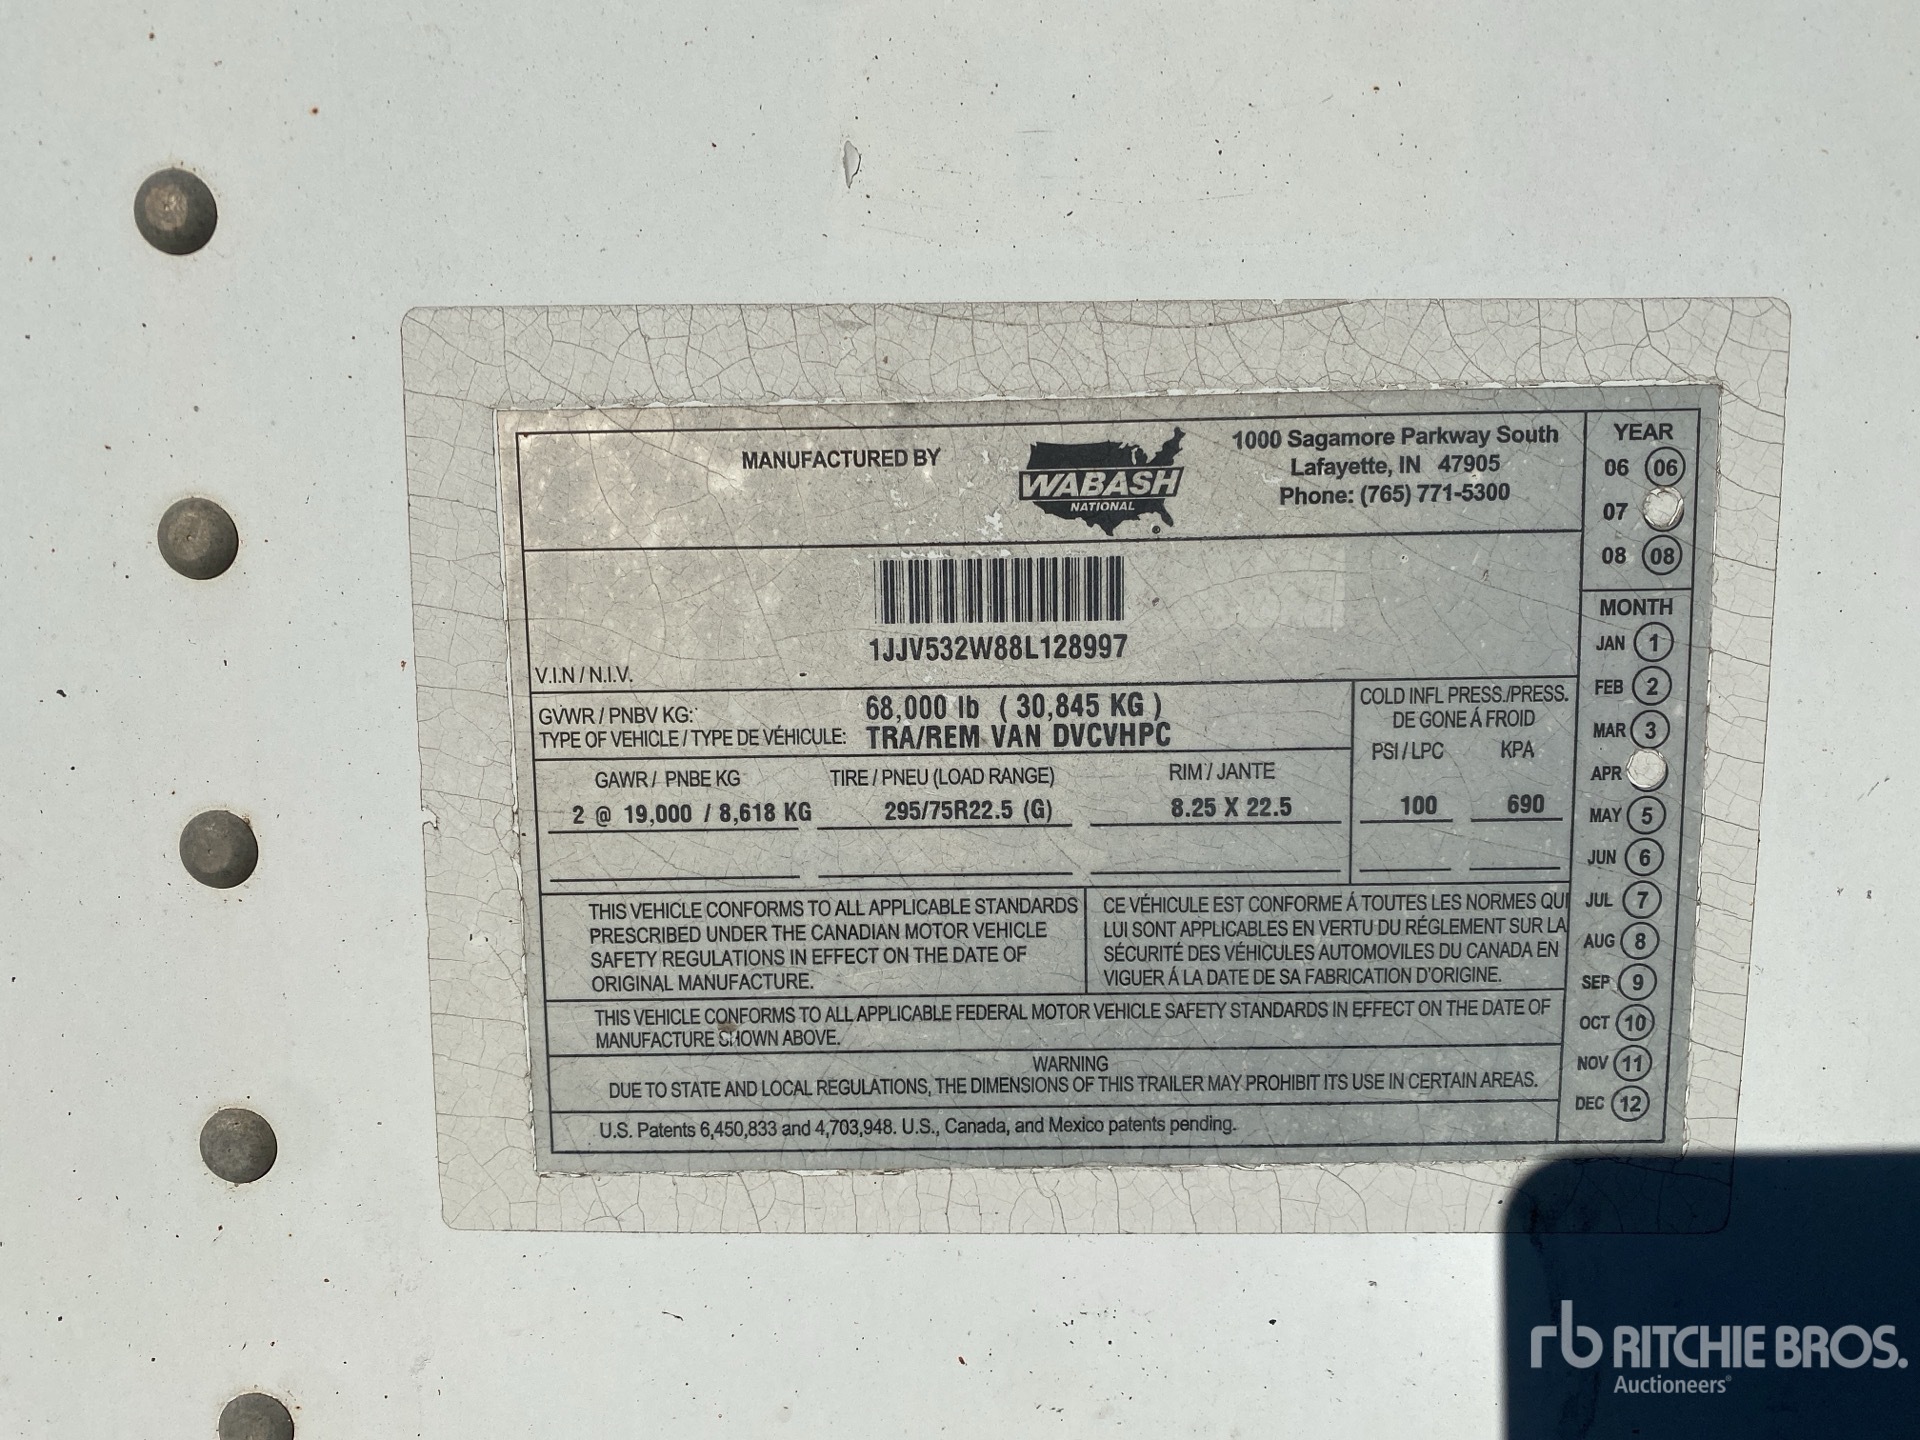 MANUFACTURED BY
WABASH
NATIONAL
®
1000 Sagamore Parkway South
Lafayette, IN 47905
Phone: (765) 771-5300
1JJV532W88L128997
V.I.N / N.I.V.
GVWR / PNBV KG: 68,000 lb ( 30,845 KG )
TYPE OF VEHICLE / TYPE DE VÉHICULE: TRA/REM VAN DVCVHPC
COLD INFL PRESS./PRESS.
DE GONE Á FROID
PSI / LPC KPA
GAWR / PNBE KG TIRE / PNEU (LOAD RANGE) RIM / JANTE
2 @ 19,000 / 8,618 KG 295/75R22.5 (G) 8.25 X 22.5 100 690
THIS VEHICLE CONFORMS TO ALL APPLICABLE STANDARDS
PRESCRIBED UNDER THE CANADIAN MOTOR VEHICLE
SAFETY REGULATIONS IN EFFECT ON THE DATE OF
ORIGINAL MANUFACTURE.
CE VÉHICULE EST CONFORME Á TOUTES LES NORMES QUI
LUI SONT APPLICABLES EN VERTU DU RÉGLEMENT SUR LA
SÉCURITÉ DES VÉHICULES AUTOMOVILES DU CANADA EN
VIGUER Á LA DATE DE SA FABRICATION D'ORIGINE.
THIS VEHICLE CONFORMS TO ALL APPLICABLE FEDERAL MOTOR VEHICLE SAFETY STANDARDS IN EFFECT ON THE DATE OF
MANUFACTURE SHOWN ABOVE.
WARNING
DUE TO STATE AND LOCAL REGULATIONS, THE DIMENSIONS OF THIS TRAILER MAY PROHIBIT ITS USE IN CERTAIN AREAS.
U.S. Patents 6,450,833 and 4,703,948. U.S., Canada, and Mexico patents pending.
YEAR
06 06
07
08 08
MONTH
JAN 1
FEB 2
MAR 3
APR
MAY 5
JUN 6
JUL 7
AUG 8
SEP 9
OCT 10
NOV 11
DEC 12
rb RITCHIE BROS.
Auctioneers®